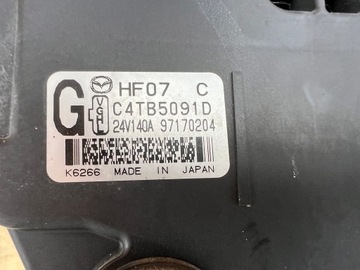 HF07 C
G C4TB5091D
24V140A 97170204
K6266 MADE IN JAPAN